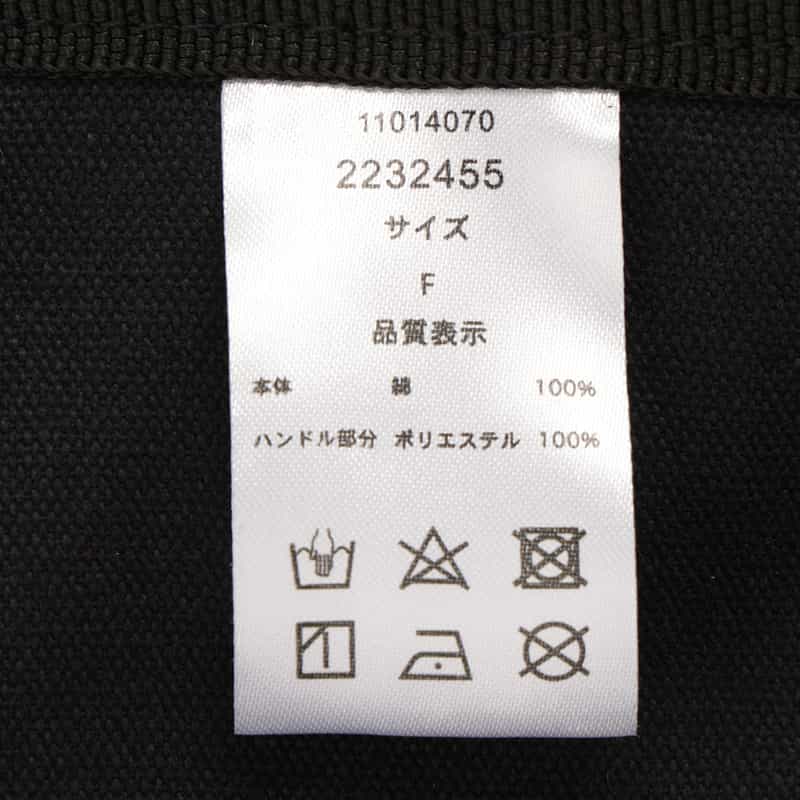 11014070
2232455
サイズ
F
品質表示
本体 綿 100%
ハンドル部分 ポリエステル 100%